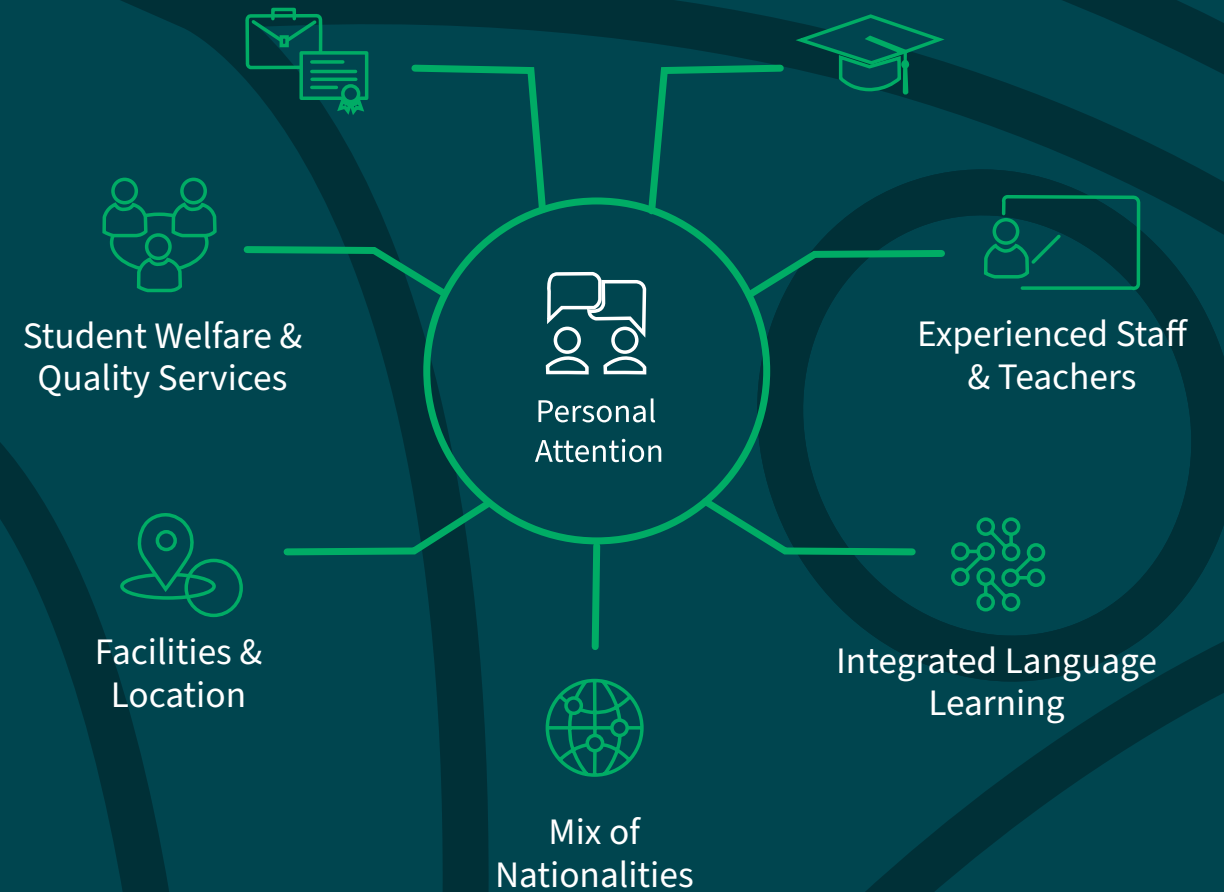 Student Welfare &
Quality Services
Experienced Staff
& Teachers
Personal
Attention
Facilities &
Location
Integrated Language
Learning
Mix of
Nationalities